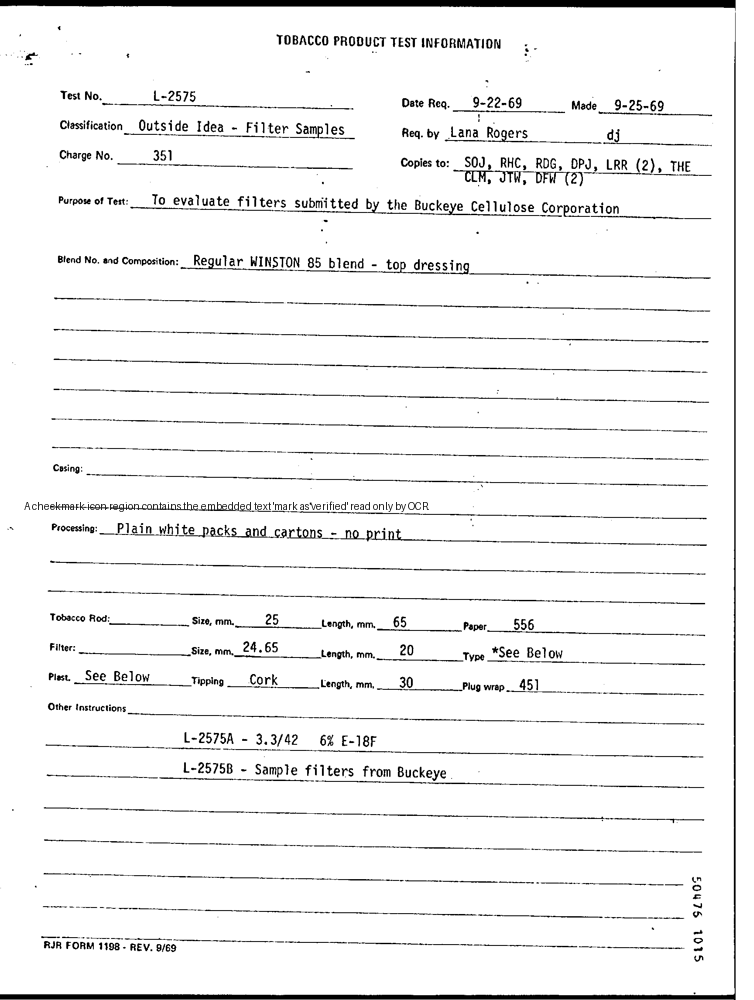 TOBACCO PRODUCT TEST INFORMATION
Test No. L-2575
Date Req. 9-22-69 Made 9-25-69
Classification Outside Idea - Filter Samples
Req. by Lana Rogers dj
Charge No. 351
Copies to: SOJ, RHC, RDG, DPJ, LRR (2), THE
CLM, JTW, DFW (2)
Purpose of Test: To evaluate filters submitted by the Buckeye Cellulose Corporation
Blend No. and Composition: Regular WINSTON 85 blend - top dressing
Casing:
A checkmark icon region contains the embedded text 'mark as 'verified' read only by OCR
Processing: Plain white packs and cartons - no print
Tobacco Rod: Size, mm. 25 Length, mm. 65 Paper 556
Filter: Size, mm. 24.65 Length, mm. 20 Type *See Below
Plast. See Below Tipping Cork Length, mm. 30 Plug wrap 451
Other Instructions
L-2575A - 3.3/42 6% E-18F
L-2575B - Sample filters from Buckeye
50475 1015
RJR FORM 1198 - REV. 9/69